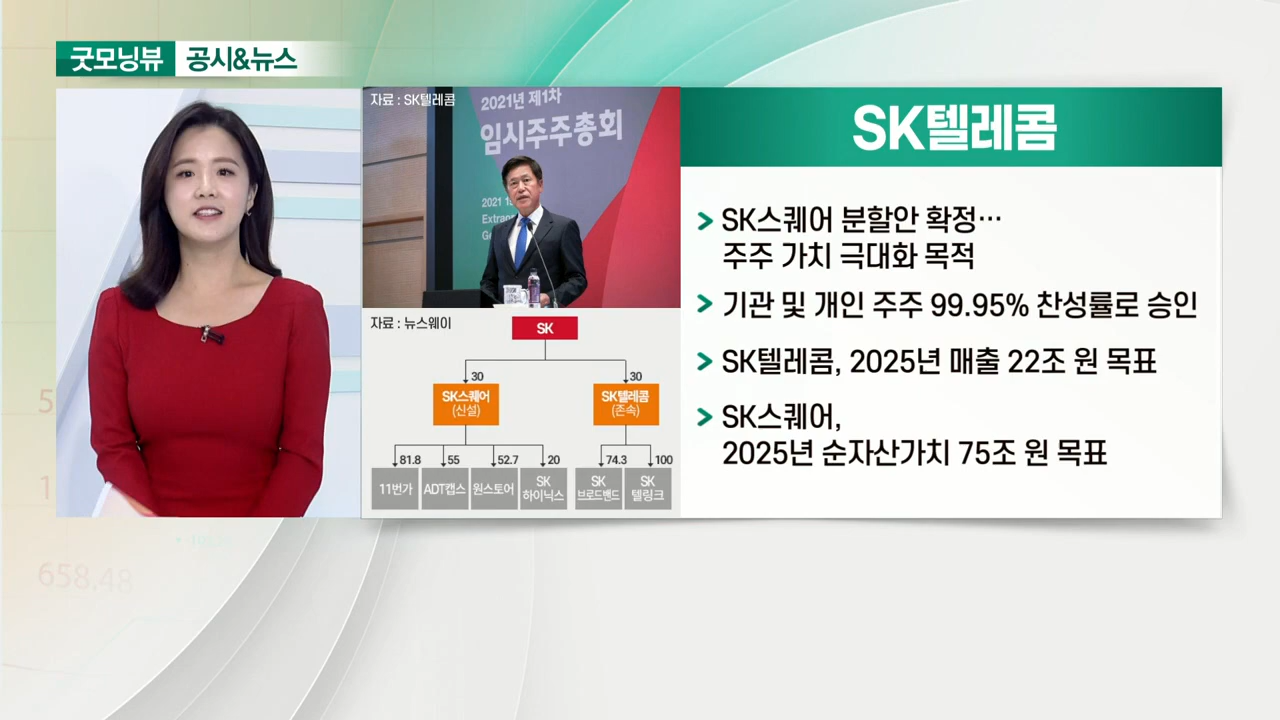 굿모닝뷰 공시&뉴스
자료 : SK텔레콤
2021년 제1차
임시주주총회
2021
Extraor
Ge
자료 : 뉴스웨이
SK
30 30
SK스퀘어
(신설)
SK텔레콤
(존속)
81.8 55 52.7 20 74.3 100
11번가
ADT캡스
원스토어
SK
하이닉스
SK
브로드밴드
SK
텔링크
SK텔레콤
SK스퀘어 분할안 확정…
주주 가치 극대화 목적
기관 및 개인 주주 99.95% 찬성률로 승인
SK텔레콤, 2025년 매출 22조 원 목표
SK스퀘어,
2025년 순자산가치 75조 원 목표
658.48